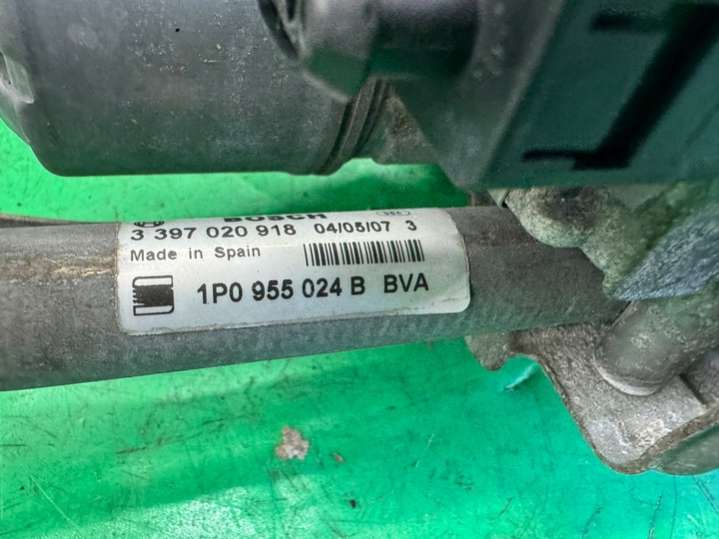 BOSCH
3 397 020 918 04/05/07 3
Made in Spain
1P0 955 024 B BVA